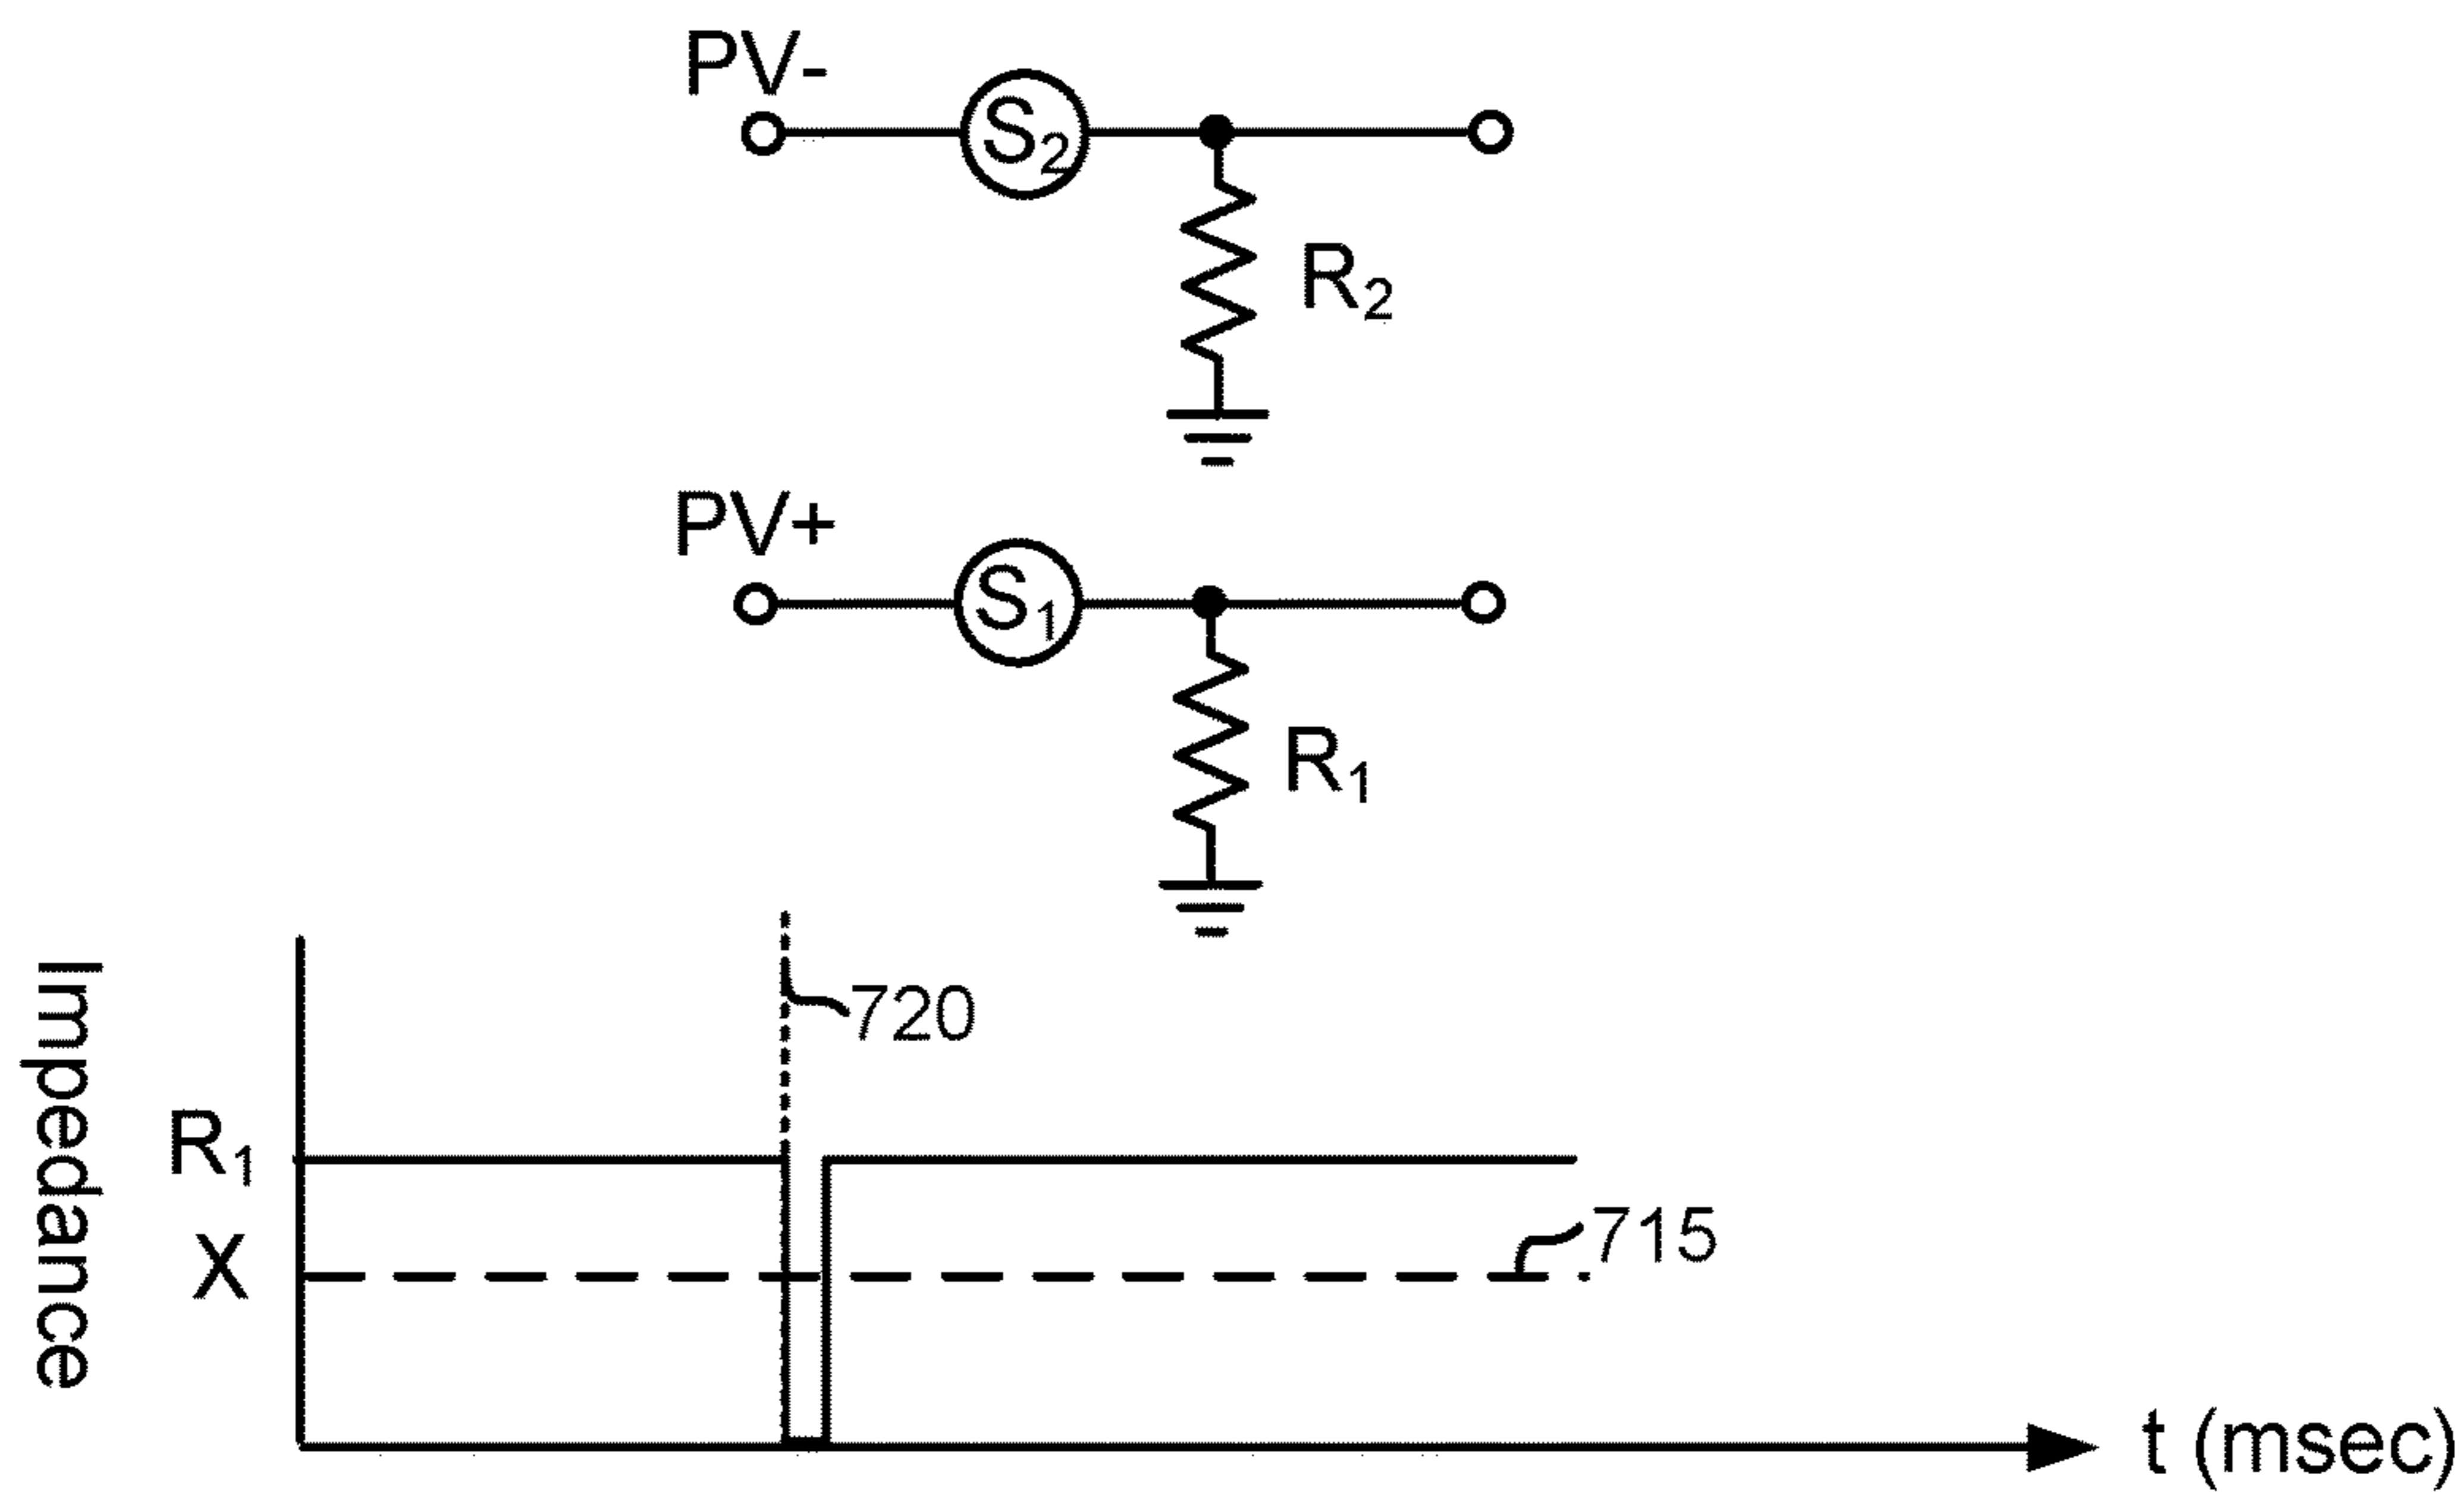 PV-
S2
R2
PV+
S1
R1
720
Impedance
R1
X
715
t (msec)